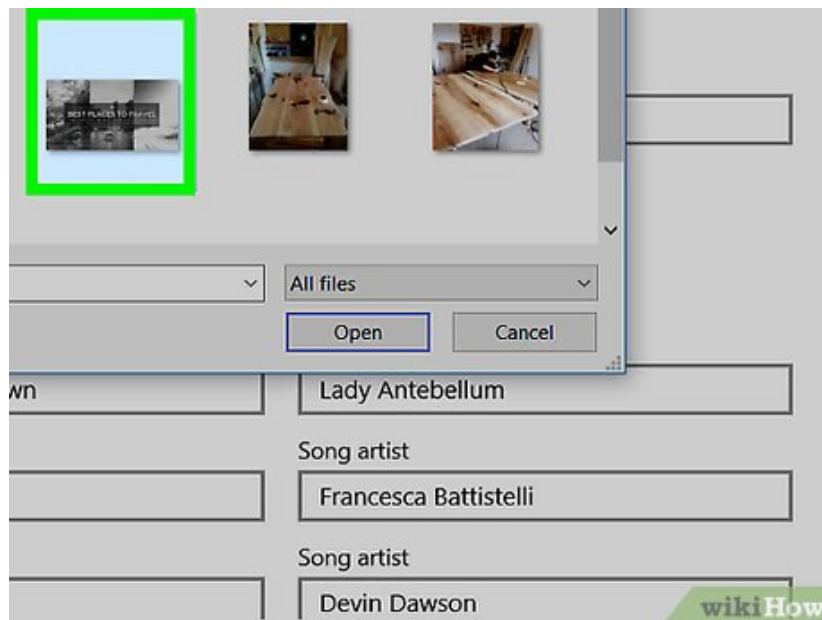 BEST PLACES TO TRAVEL
All files
Open Cancel
wn Lady Antebellum
Song artist
Francesca Battistelli
Song artist
Devin Dawson
wikiHow